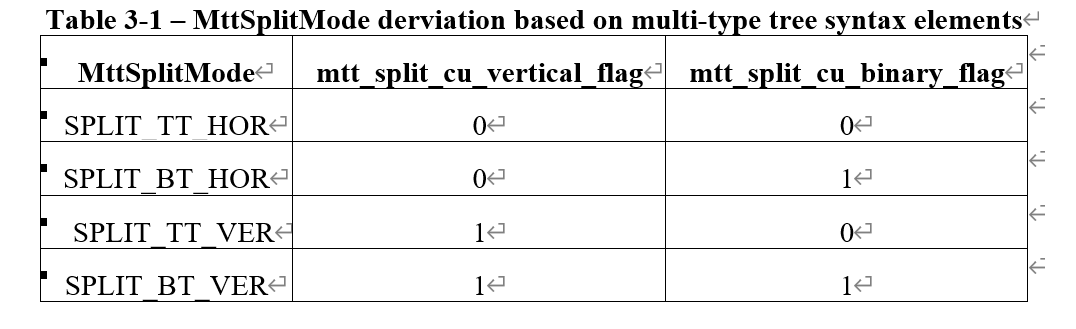 Table 3-1 – MttSplitMode derviation based on multi-type tree syntax elements
MttSplitMode mtt_split_cu_vertical_flag mtt_split_cu_binary_flag
SPLIT_TT_HOR 0 0
SPLIT_BT_HOR 0 1
SPLIT_TT_VER 1 0
SPLIT_BT_VER 1 1